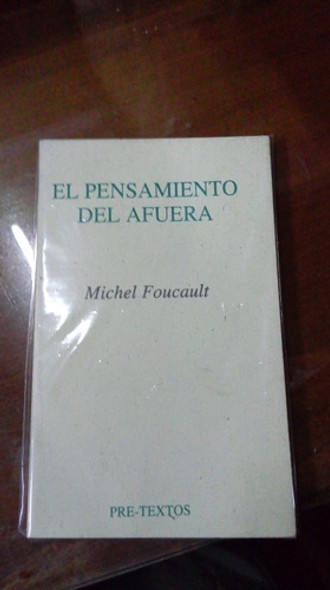 EL PENSAMIENTO
DEL AFUERA
Michel Foucault
PRE-TEXTOS